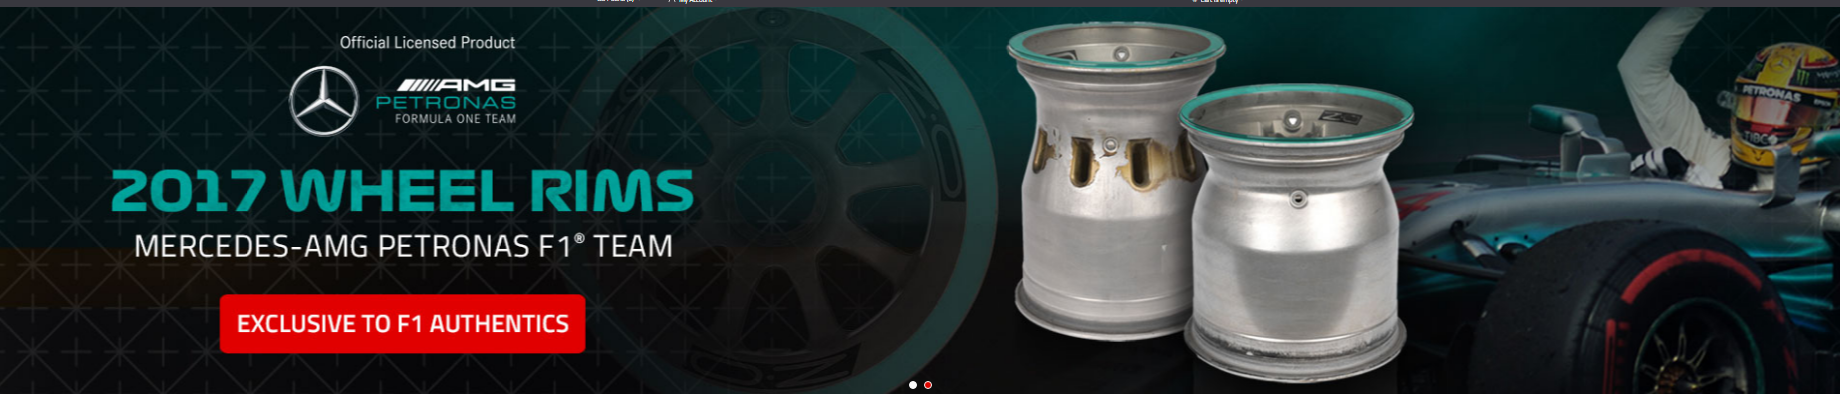 Official Licensed Product
AMG
PETRONAS
FORMULA ONE TEAM
2017 WHEEL RIMS
MERCEDES-AMG PETRONAS F1® TEAM
EXCLUSIVE TO F1 AUTHENTICS
PETRONAS